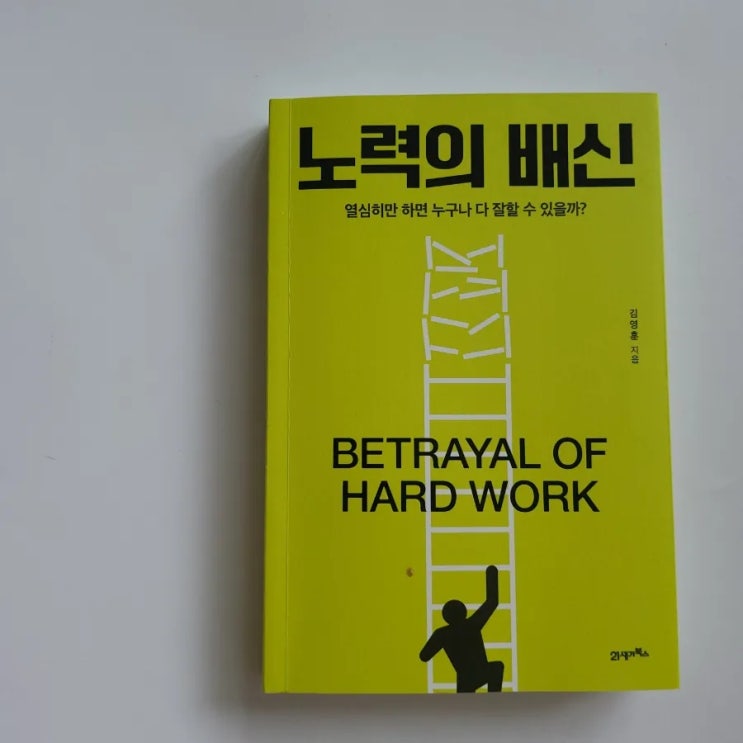 노력의 배신
열심히만 하면 누구나 다 잘할 수 있을까?
김영훈 지음
BETRAYAL OF
HARD WORK
21세기북스